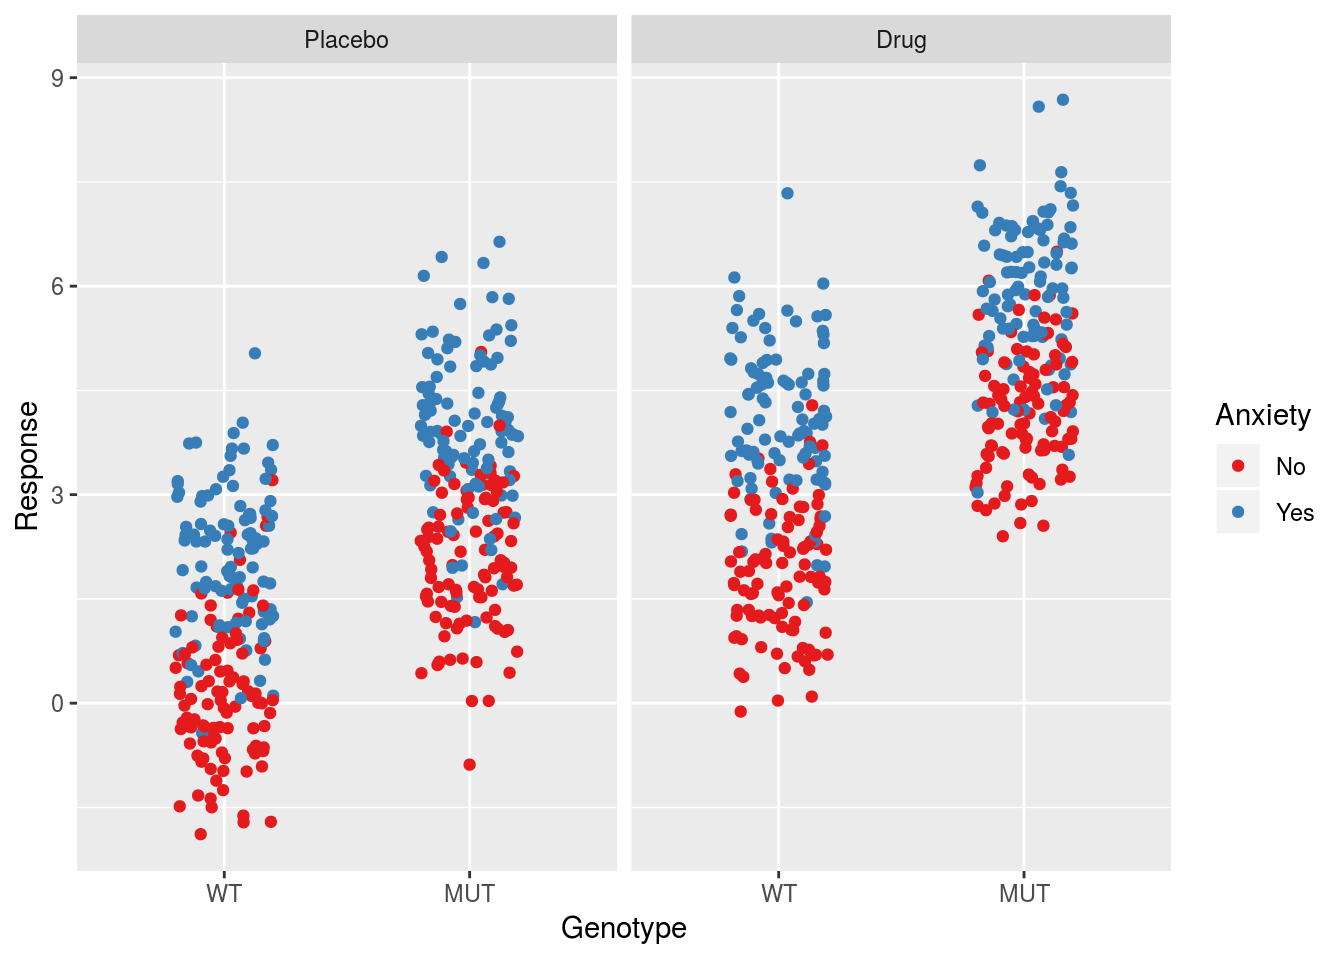 Placebo
Drug
9
6
3
0
Response
WT
MUT
WT
MUT
Genotype
Anxiety
No
Yes